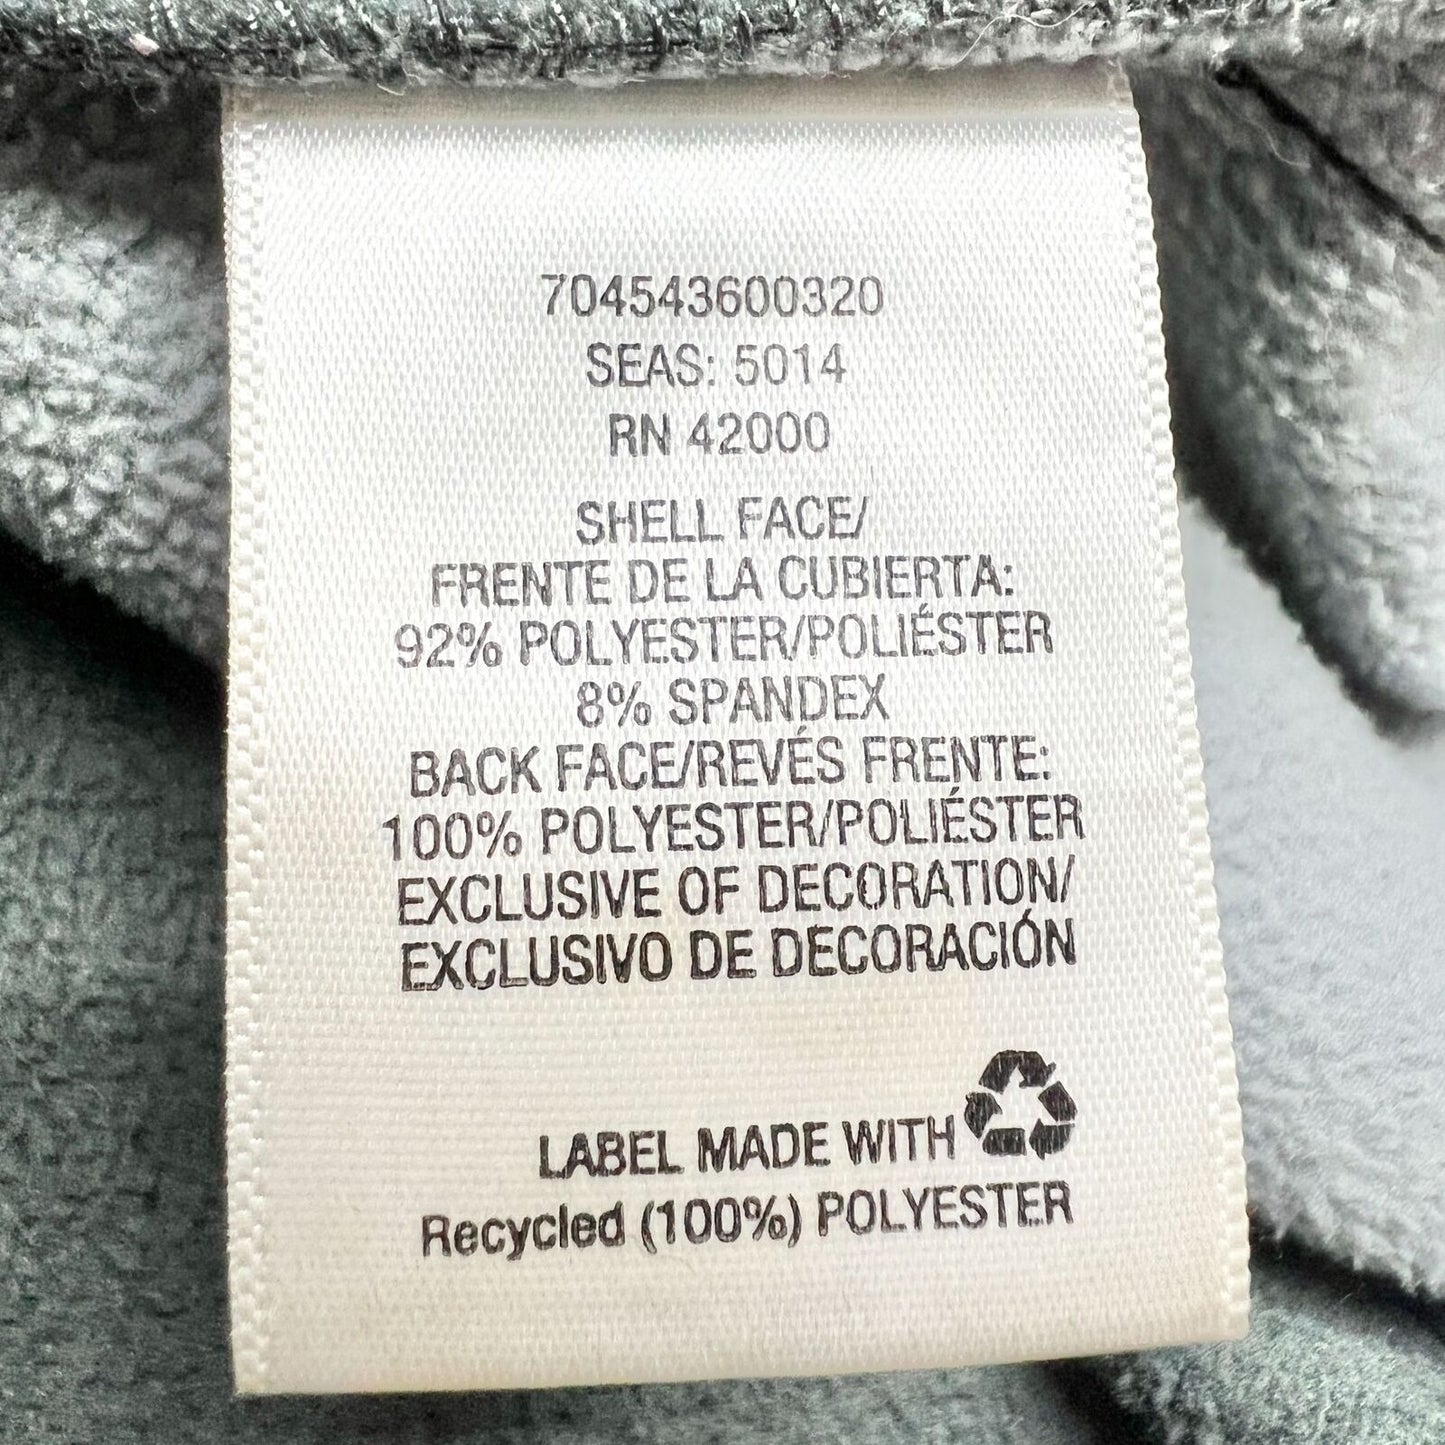 704543600320
SEAS: 5014
RN 42000
SHELL FACE/
FRENTE DE LA CUBIERTA:
92% POLYESTER/POLIÉSTER
8% SPANDEX
BACK FACE/REVÉS FRENTE:
100% POLYESTER/POLIÉSTER
EXCLUSIVE OF DECORATION/
EXCLUSIVO DE DECORACIÓN
LABEL MADE WITH
Recycled (100%) POLYESTER